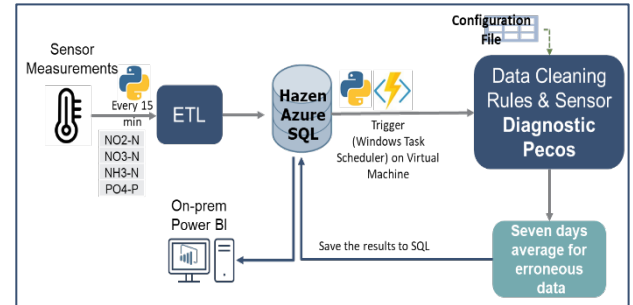 Configuration
File
Sensor
Measurements
Every 15
min
NO2-N
NO3-N
NH3-N
PO4-P
ETL
Hazen
Azure
SQL
Trigger
(Windows Task
Scheduler) on Virtual
Machine
Data Cleaning
Rules & Sensor
Diagnostic
Pecos
On-prem
Power BI
Save the results to SQL
Seven days
average for
erroneous
data